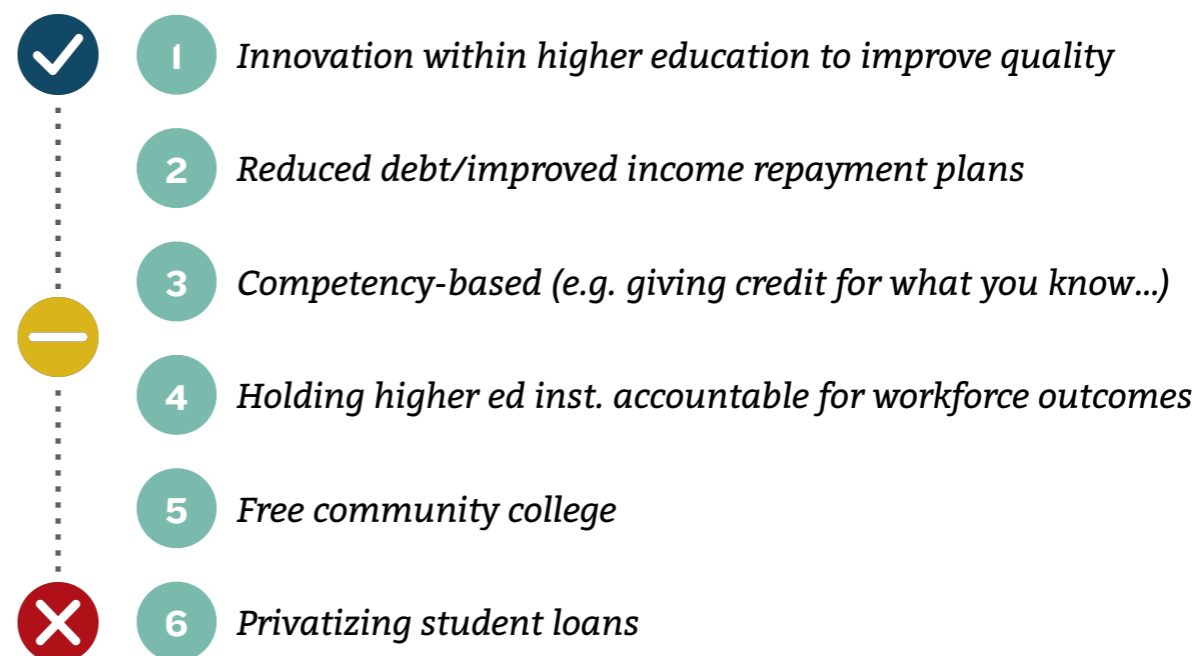 1 Innovation within higher education to improve quality
2 Reduced debt/improved income repayment plans
3 Competency-based (e.g. giving credit for what you know...)
4 Holding higher ed inst. accountable for workforce outcomes
5 Free community college
6 Privatizing student loans